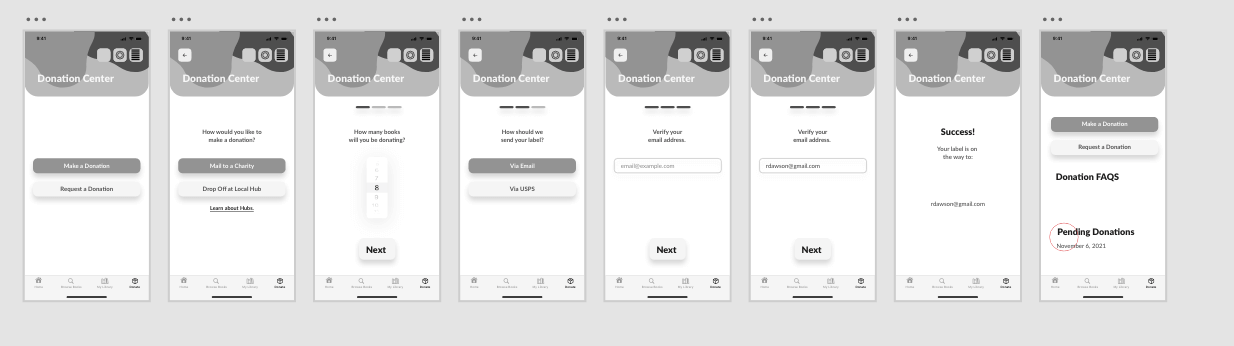 9:41
Donation Center
Make a Donation
Request a Donation
Home
Browse Books
My Library
Donate
9:41
Donation Center
How would you like to
make a donation?
Mail to a Charity
Drop Off at Local Hub
Learn about Hubs.
Home
Browse Books
My Library
Donate
9:41
Donation Center
How many books
will you be donating?
7
8
9
Next
Home
Browse Books
My Library
Donate
9:41
Donation Center
How should we
send your label?
Via Email
Via USPS
Home
Browse Books
My Library
Donate
9:41
Donation Center
Verify your
email address.
email@example.com
Next
Home
Browse Books
My Library
Donate
9:41
Donation Center
Verify your
email address.
rdawson@gmail.com
Next
Home
Browse Books
My Library
Donate
9:41
Donation Center
Success!
Your label is on
the way to:
rdawson@gmail.com
Home
Browse Books
My Library
Donate
9:41
Donation Center
Make a Donation
Request a Donation
Donation FAQS
Pending Donations
November 6, 2021
Home
Browse Books
My Library
Donate